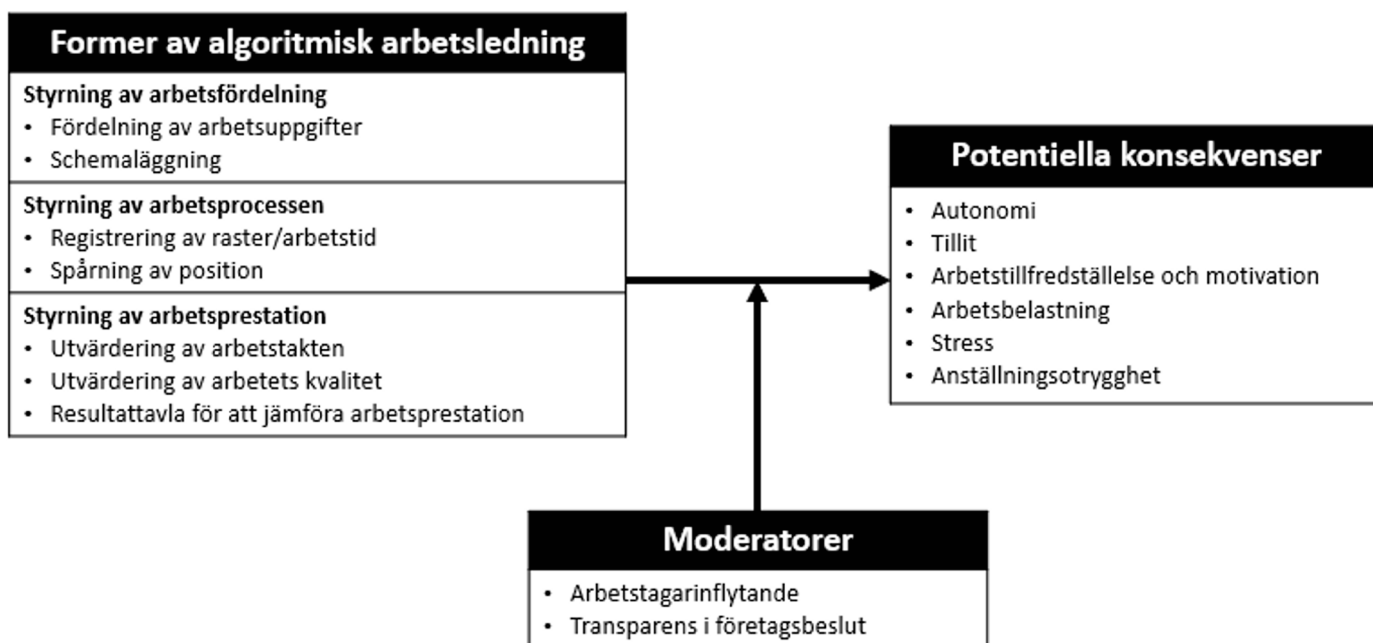 Former av algoritmisk arbetsledning
Styrning av arbetsfördelning
• Fördelning av arbetsuppgifter
• Schemaläggning
Styrning av arbetsprocessen
• Registrering av raster/arbetstid
• Spårning av position
Styrning av arbetsprestation
• Utvärdering av arbetstakten
• Utvärdering av arbetets kvalitet
• Resultattavla för att jämföra arbetsprestation
Potentiella konsekvenser
• Autonomi
• Tillit
• Arbetstillfredställelse och motivation
• Arbetsbelastning
• Stress
• Anställningsotrygghet
Moderatorer
• Arbetstagarinflytande
• Transparens i företagsbeslut